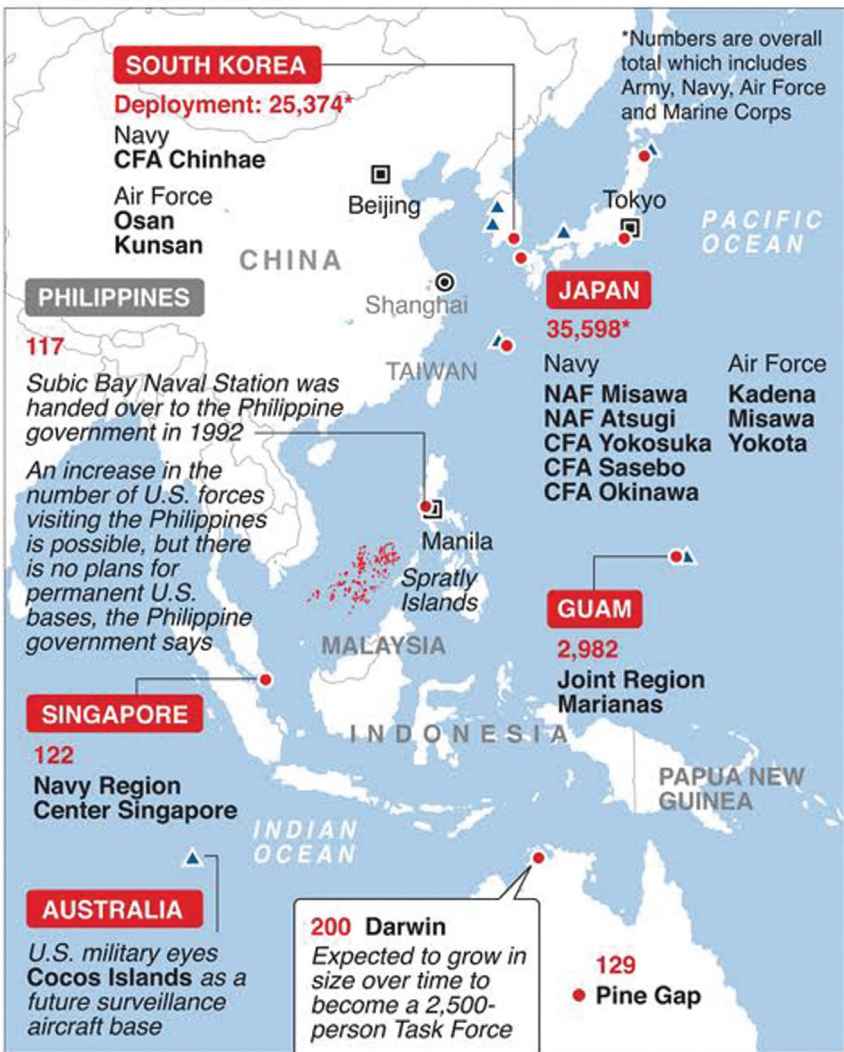 *Numbers are overall
total which includes
Army, Navy, Air Force
and Marine Corps
SOUTH KOREA
Deployment: 25,374*
Navy
CFA Chinhae
Air Force
Osan
Kunsan
Beijing
Tokyo
PACIFIC
OCEAN
CHINA
Shanghai
TAIWAN
PHILIPPINES
117
Subic Bay Naval Station was
handed over to the Philippine
government in 1992
An increase in the
number of U.S. forces
visiting the Philippines
is possible, but there
is no plans for
permanent U.S.
bases, the Philippine
government says
JAPAN
35,598*
Navy
NAF Misawa
NAF Atsugi
CFA Yokosuka
CFA Sasebo
CFA Okinawa
Air Force
Kadena
Misawa
Yokota
Manila
Spratly
Islands
MALAYSIA
GUAM
2,982
Joint Region
Marianas
SINGAPORE
122
Navy Region
Center Singapore
INDONESIA
PAPUA NEW
GUINEA
INDIAN
OCEAN
AUSTRALIA
U.S. military eyes
Cocos Islands as a
future surveillance
aircraft base
200 Darwin
Expected to grow in
size over time to
become a 2,500-
person Task Force
129
Pine Gap